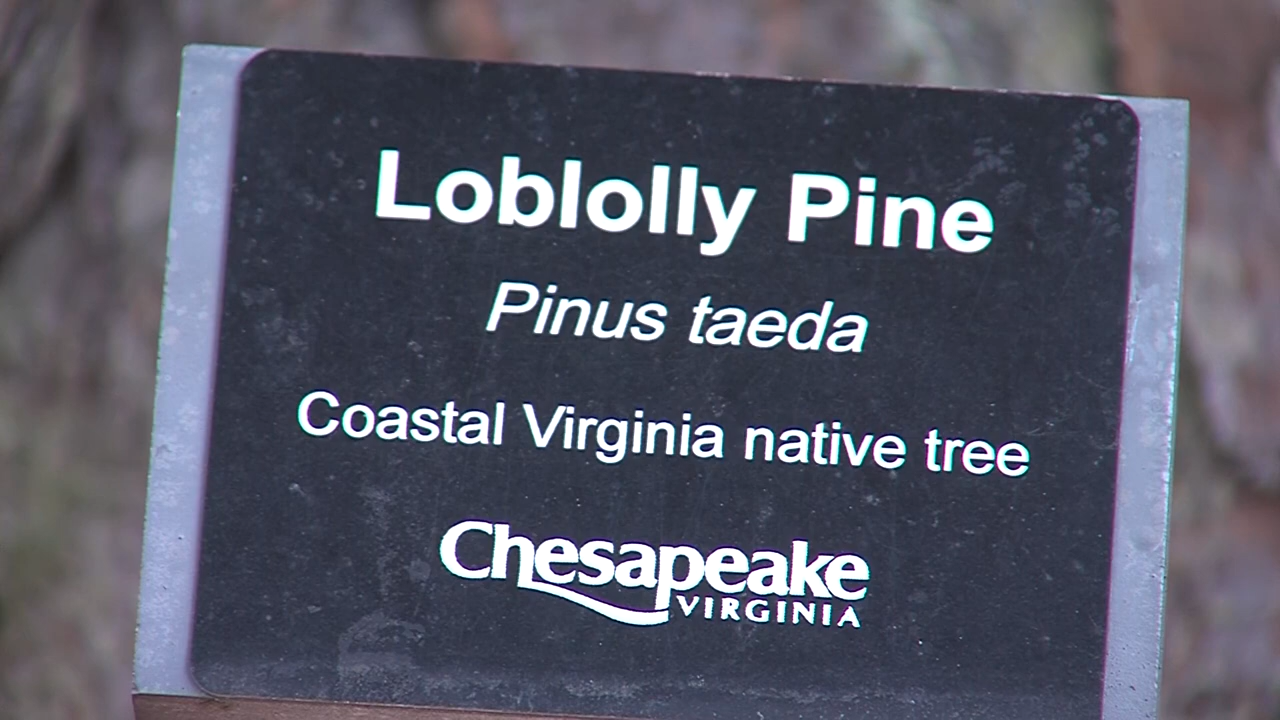 Loblolly Pine
Pinus taeda
Coastal Virginia native tree
Chesapeake
VIRGINIA